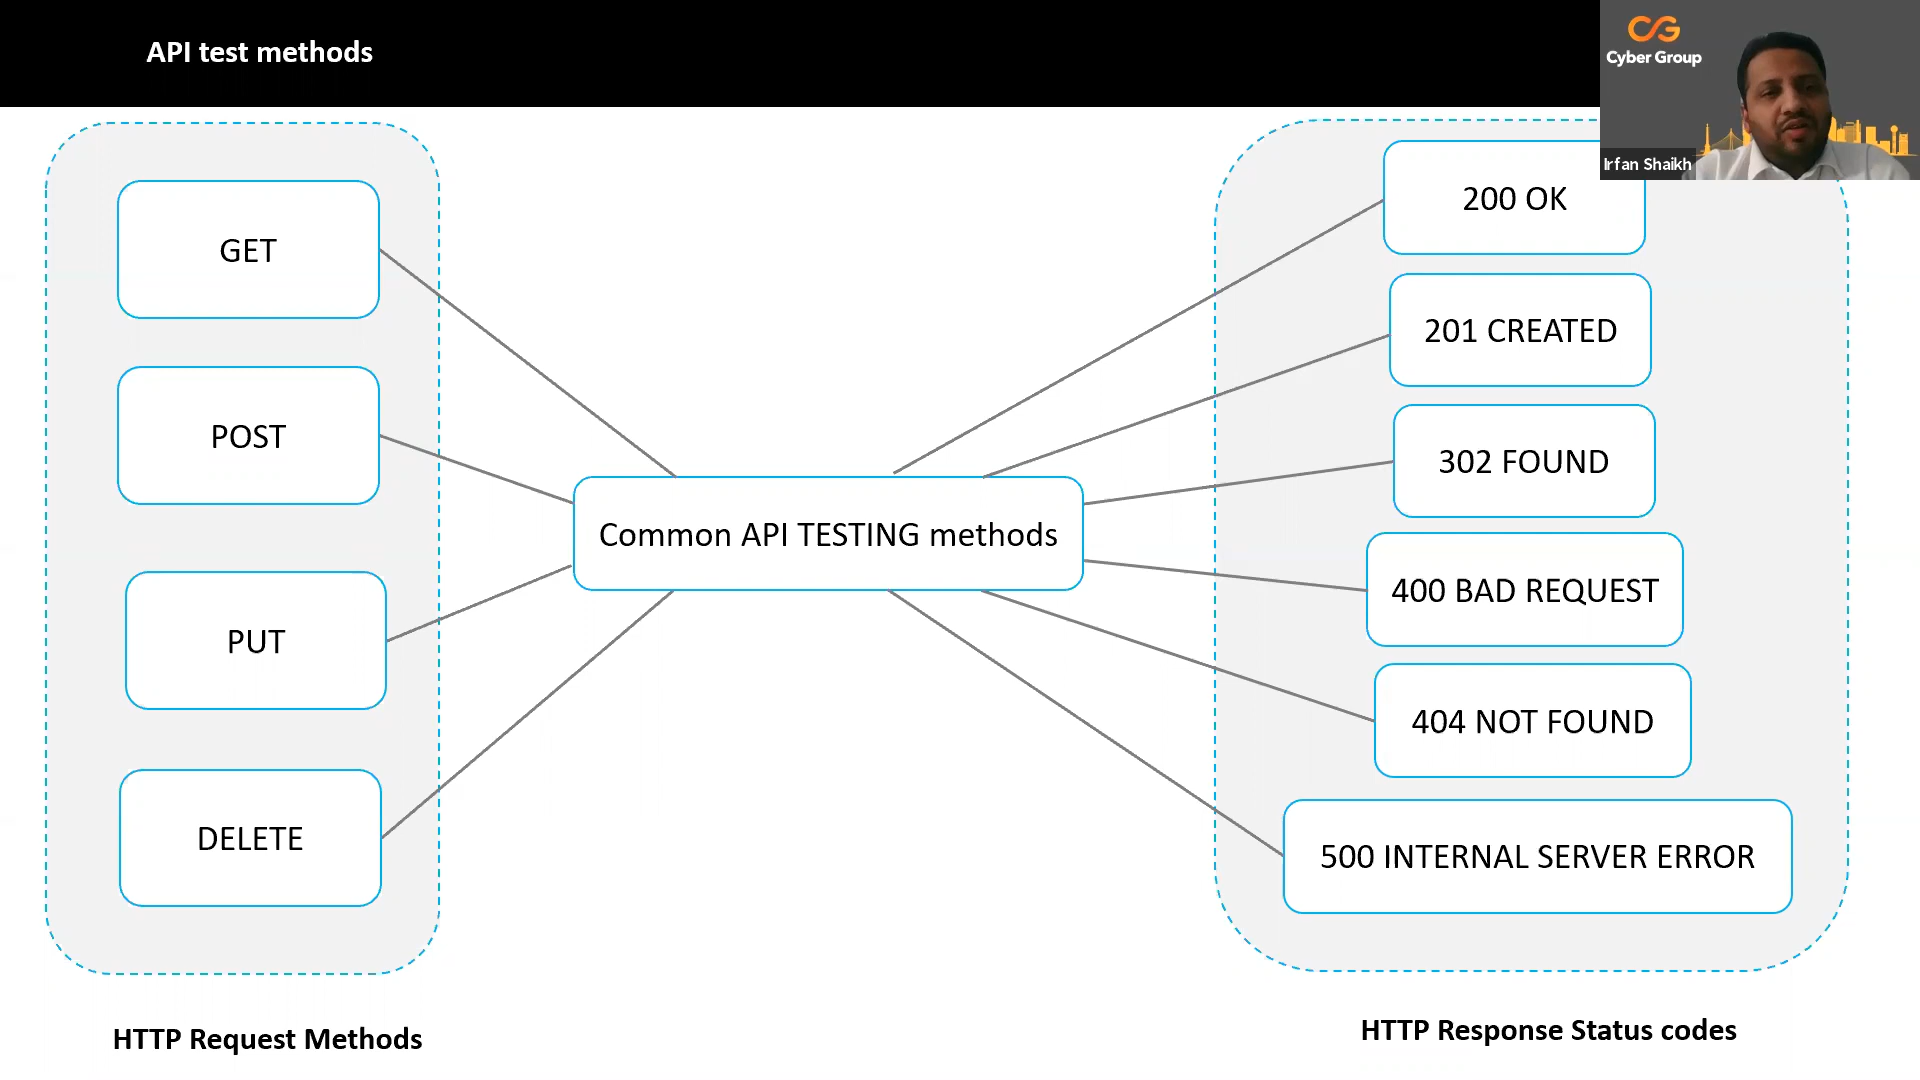 API test methods
Cyber Group
Irfan Shaikh
GET
POST
PUT
DELETE
HTTP Request Methods
Common API TESTING methods
200 OK
201 CREATED
302 FOUND
400 BAD REQUEST
404 NOT FOUND
500 INTERNAL SERVER ERROR
HTTP Response Status codes